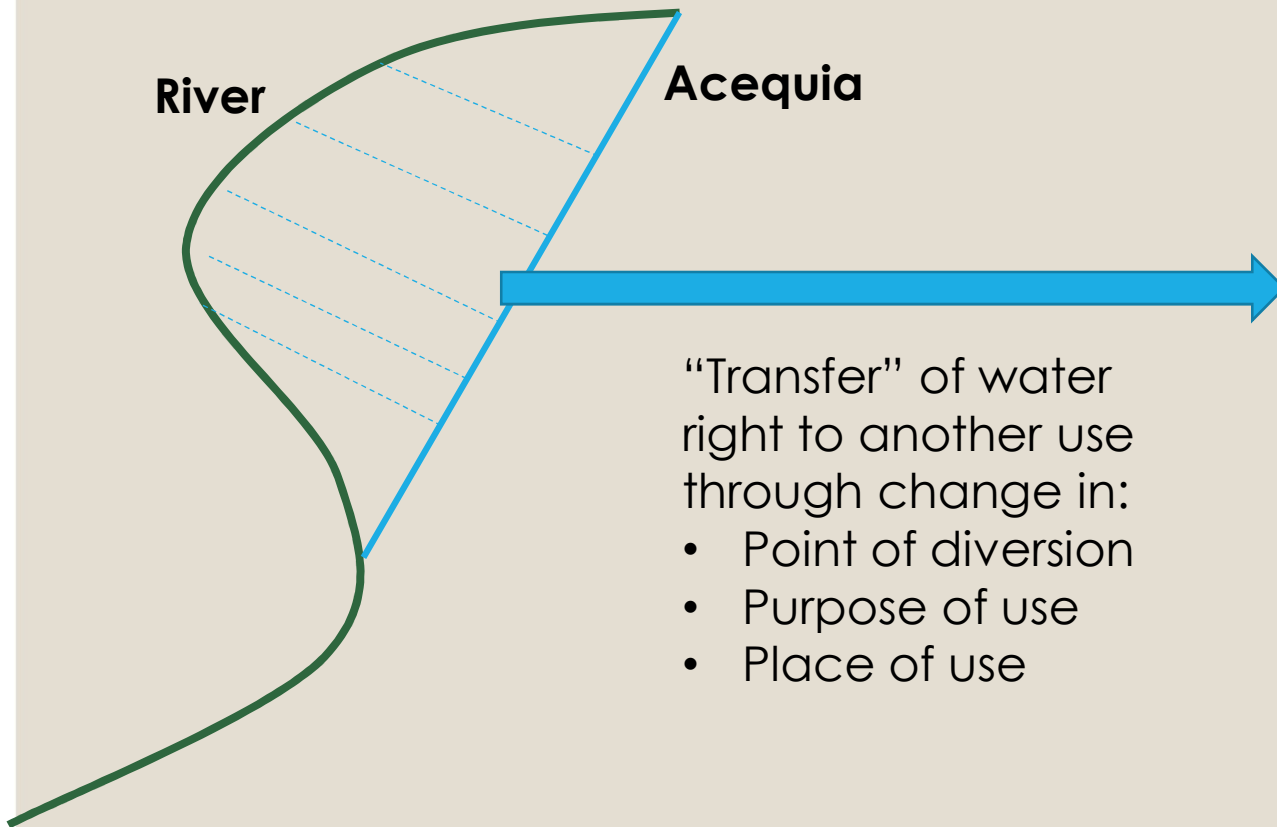 River
Acequia
“Transfer” of water
right to another use
through change in:
• Point of diversion
• Purpose of use
• Place of use